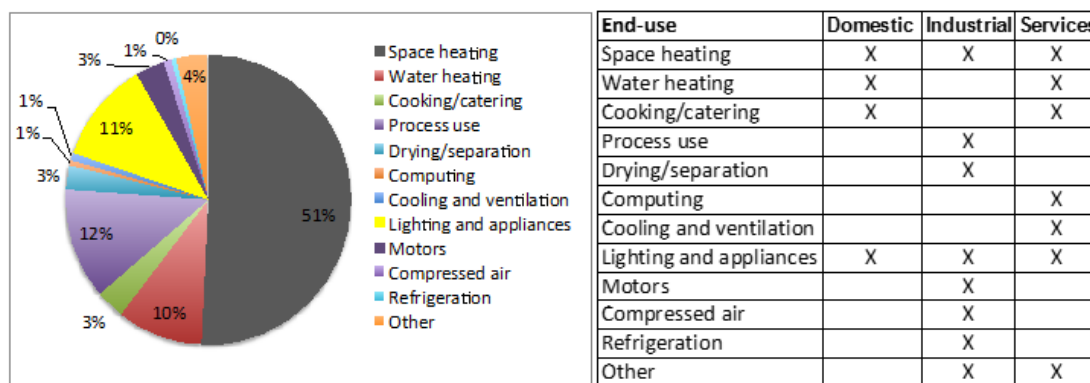 0%
1%
3%
4%
11%
1%
1%
3%
12%
3%
10%
51%
Space heating
Water heating
Cooking/catering
Process use
Drying/separation
Computing
Cooling and ventilation
Lighting and appliances
Motors
Compressed air
Refrigeration
Other
End-use Domestic Industrial Services
Space heating X X X
Water heating X X
Cooking/catering X X
Process use X
Drying/separation X
Computing X
Cooling and ventilation X
Lighting and appliances X X X
Motors X
Compressed air X
Refrigeration X
Other X X